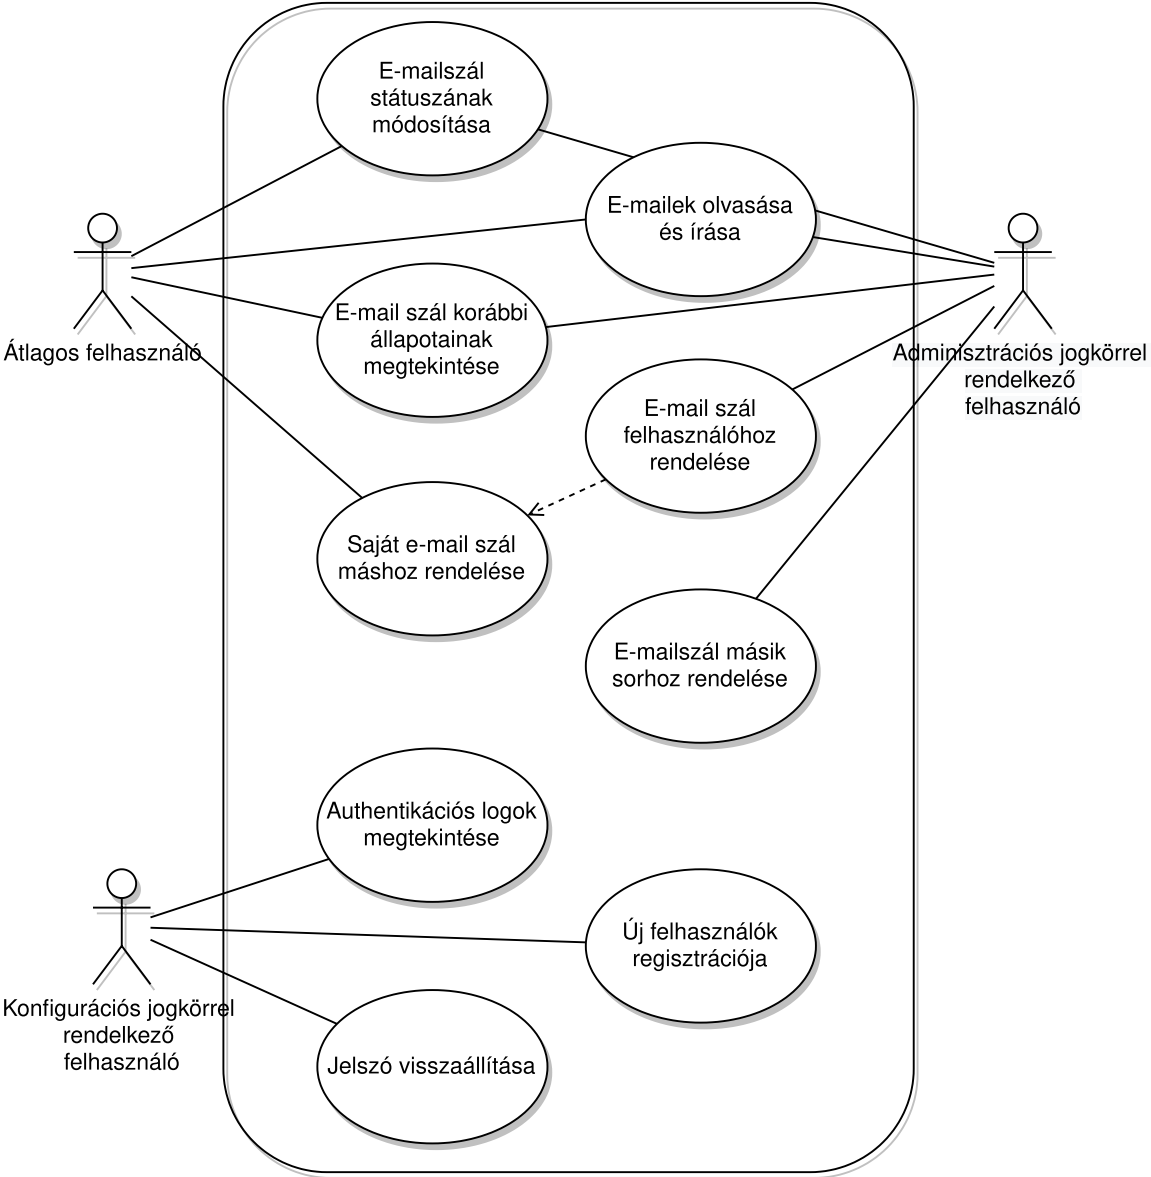 E-mailszál
státuszának
módosítása
E-mailek olvasása
és írása
E-mail szál korábbi
állapotainak
megtekintése
Átlagos felhasználó
Adminisztrációs jogkörrel
rendelkező
felhasználó
E-mail szál
felhasználóhoz
rendelése
Saját e-mail szál
máshoz rendelése
E-mailszál másik
sorhoz rendelése
Authentikációs logok
megtekintése
Új felhasználók
regisztrációja
Konfigurációs jogkörrel
rendelkező
felhasználó
Jelszó visszaállítása